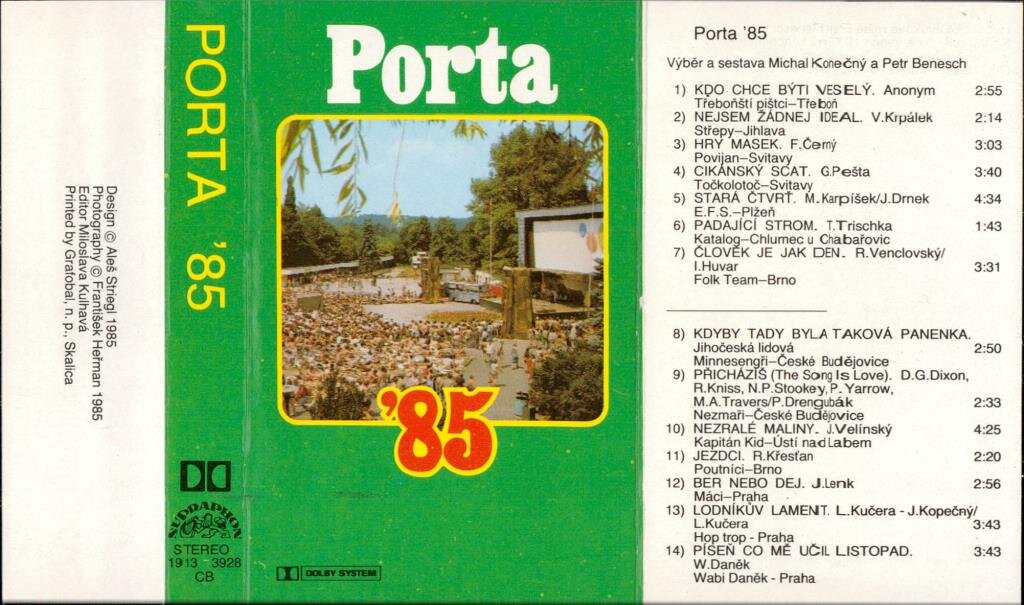 Design © Aleš Striegl 1985
Photography © František Heřman 1985
Editor Miloslava Kulhavá
Printed by Grafobal, n. p., Skalica
PORTA '85
SUPRAPHON
STEREO
1913 - 3928
CB
Porta
'85
DOLBY SYSTEM
Porta '85
Výběr a sestava Michal Konečný a Petr Benesch
1) KDO CHCE BÝTI VESELÝ. Anonym 2:55
Třeboňští pištci–Třeboň
2) NEJSEM ŽÁDNEJ IDEAL. V.Krpálek 2:14
Střepy–Jihlava
3) HRY MASEK. F.Černý 3:03
Povijan–Svitavy
4) CIKÁNSKÝ SCAT. G.Pešta 3:40
Točkolotoč–Svitavy
5) STARÁ ČTVRŤ. M.Karpíšek/J.Drnek 4:34
E.F.S.–Plžeň
6) PADAJÍCÍ STROM. T.Trischka 1:43
Katalog–Chlumec u Chabařovic
7) ČLOVĚK JE JAK DEN. R.Venclovský/
I.Huvar 3:31
Folk Team–Brno
8) KDYBY TADY BYLA TAKOVÁ PANENKA.
Jihočeská lidová 2:50
Minnesengři–České Budějovice
9) PŘICHÁZÍŠ (The Song Is Love). D.G.Dixon,
R.Kniss, N.P.Stookey, P. Yarrow,
M.A.Travers/P.Drengubák 2:33
Nezmaři–České Budějovice
10) NEZRALÉ MALINY. J.Velínský 4:25
Kapitán Kid–Ústí nad Labem
11) JEZDCI. R.Křesťan 2:20
Poutníci–Brno
12) BER NEBO DEJ. J.Lenk 2:56
Máci–Praha
13) LODNÍKŮV LAMENT. L.Kučera - J.Kopečný/
L.Kučera 3:43
Hop trop - Praha
14) PÍSEŇ CO MĚ UČIL LISTOPAD. 3:43
W.Daněk
Wabi Daněk - Praha